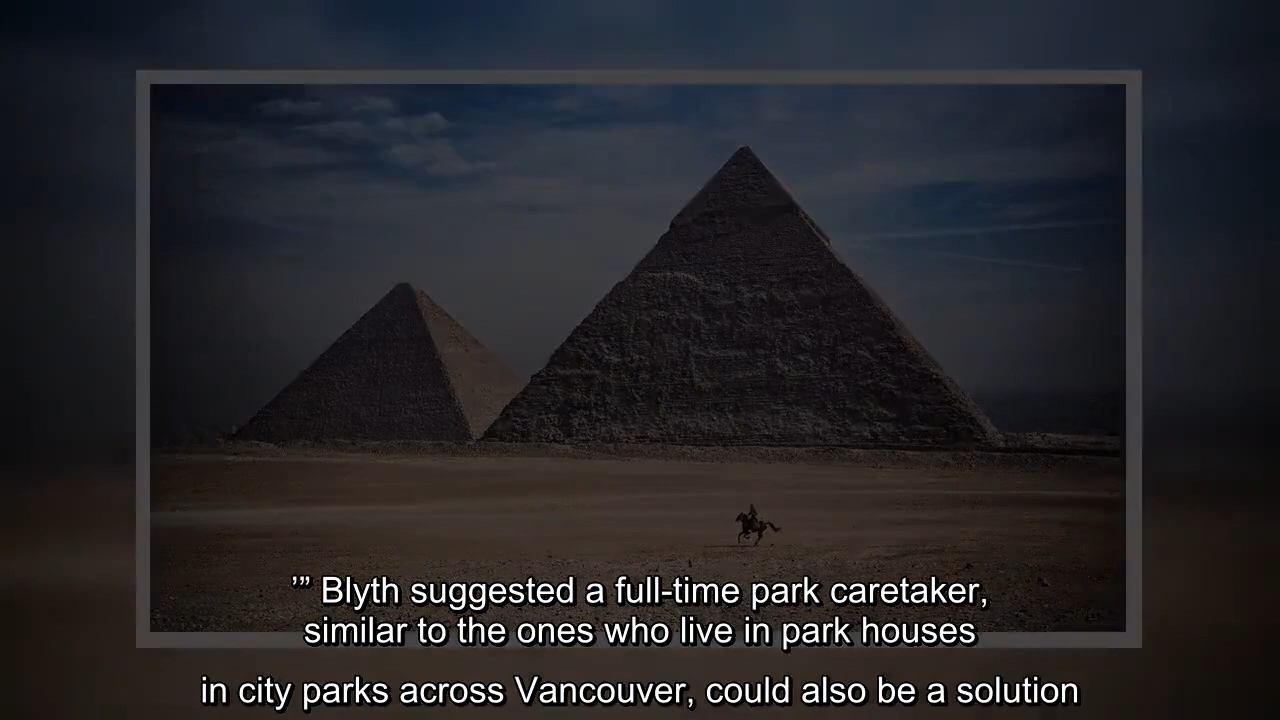 ’” Blyth suggested a full-time park caretaker,
similar to the ones who live in park houses
in city parks across Vancouver, could also be a solution